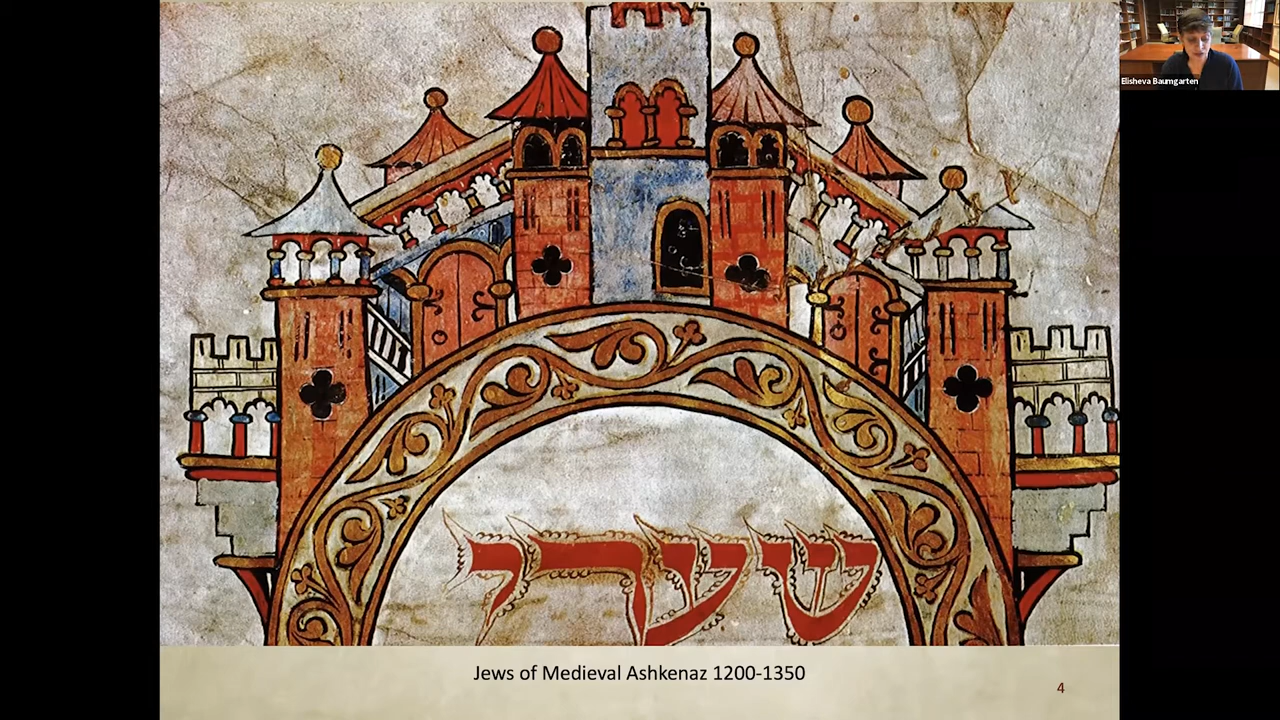 Elisheva Baumgarten
שערי
Jews of Medieval Ashkenaz 1200-1350
4